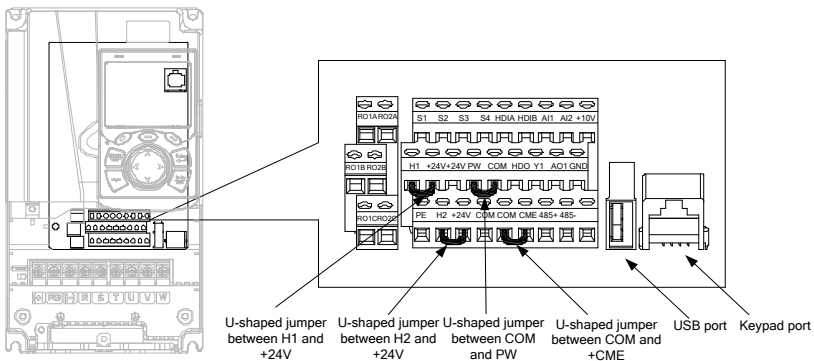 S1 S2 S3 S4 HDIA HDIB AI1 AI2 +10V
RO1A RO2A
H1 +24V +24V PW COM HDO Y1 AO1 GND
RO1B RO2B
PE H2 +24V COM COM CME 485+ 485-
RO1C RO2C
(+) PB (-) R S T U V W
U-shaped jumper
between H1 and
+24V
U-shaped jumper
between H2 and
+24V
U-shaped jumper
between COM
and PW
U-shaped jumper
between COM and
+CME
USB port
Keypad port